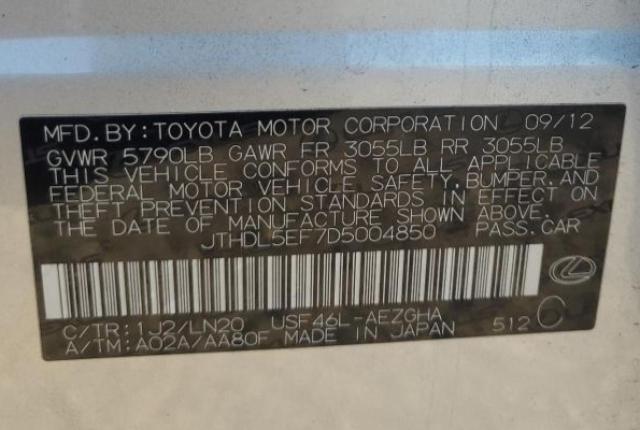 MFD. BY: TOYOTA MOTOR CORPORATION 09/12
GVWR 5790LB GAWR FR 3055LB RR 3055LB
THIS VEHICLE CONFORMS TO ALL APPLICABLE
FEDERAL MOTOR VEHICLE SAFETY, BUMPER, AND
THEFT PREVENTION STANDARDS IN EFFECT ON
THE DATE OF MANUFACTURE SHOWN ABOVE.
JTHDL5EF7D5004850 PASS. CAR
C/TR: 1J2/LN20 USF46L-AEZGHA
A/TM: A02A/AA80F MADE IN JAPAN 512 6